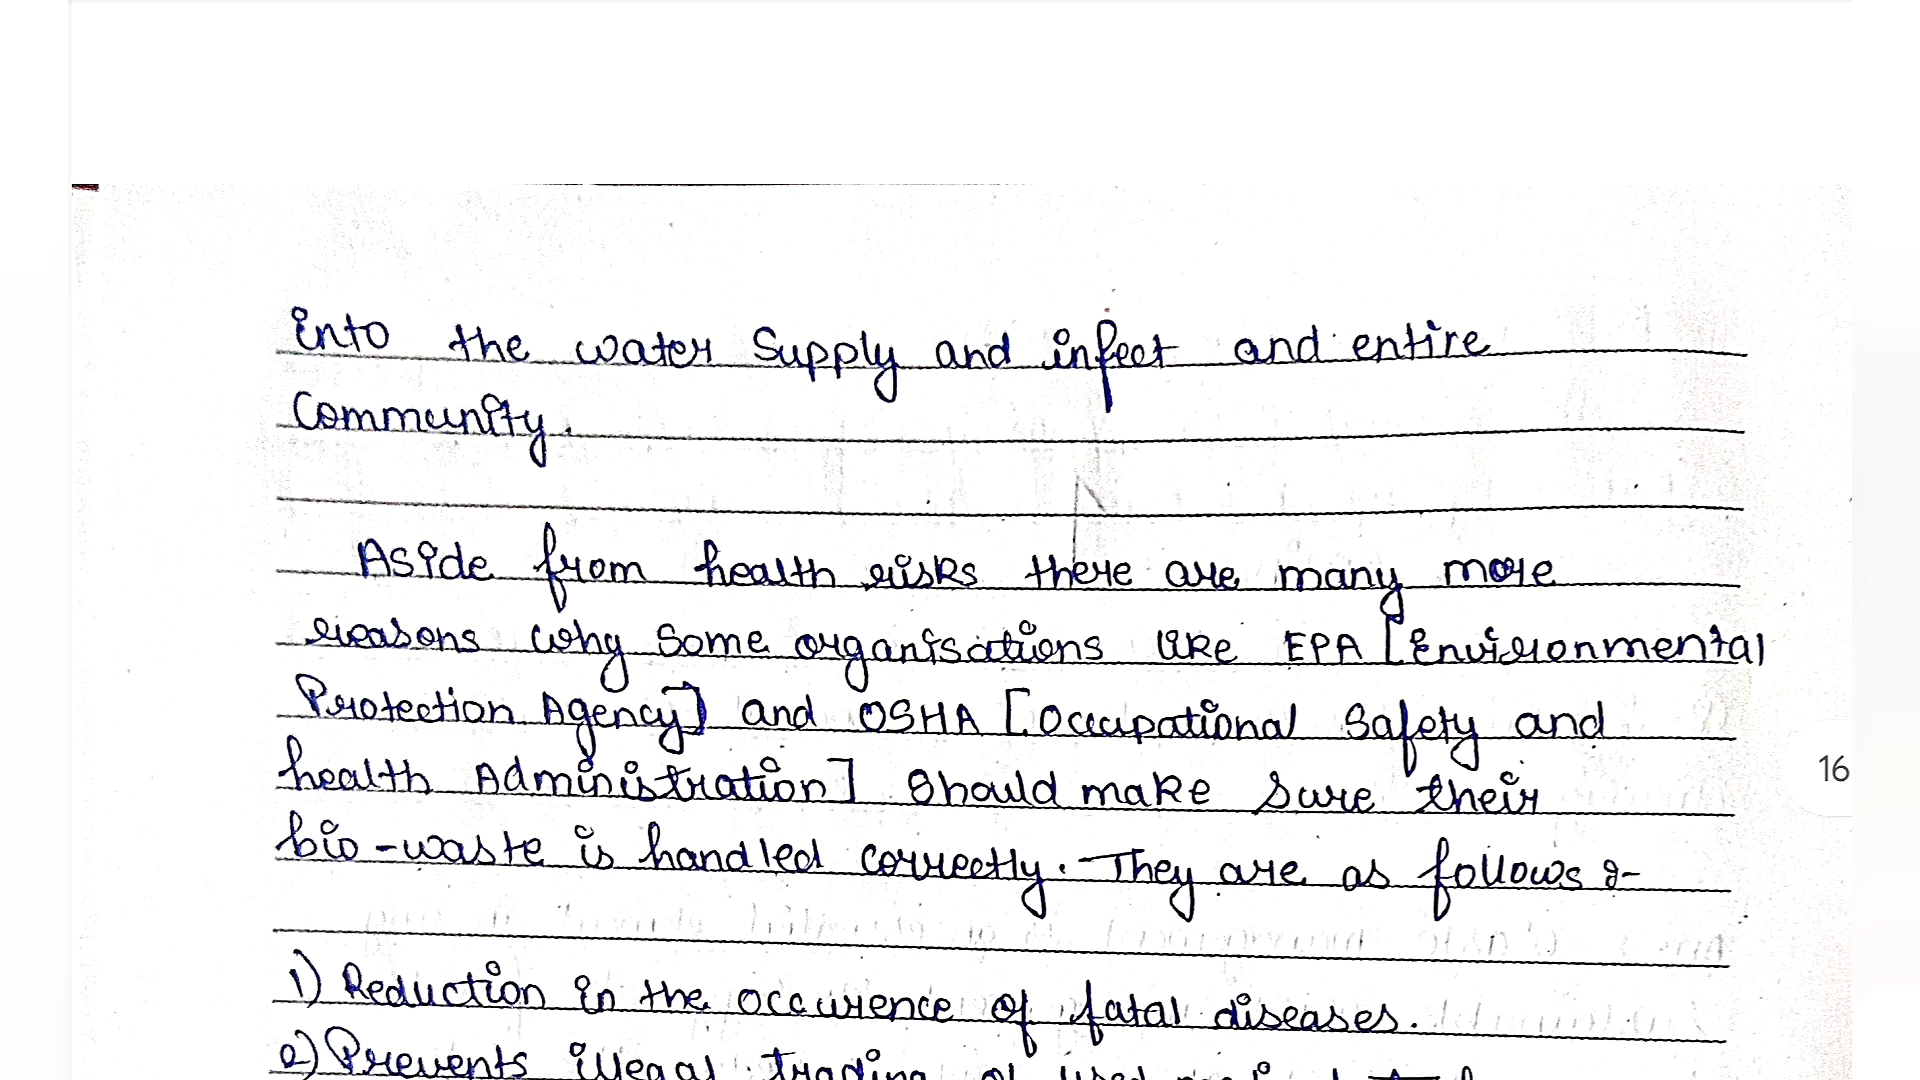 into the water Supply and infect and entire
Community.
Aside from health risks there are many more
reasons why Some organisations like EPA [Environmental
Protection Agency] and OSHA [Occupational Safety and
health Administration] Should make sure their
bio-waste is handled correctly. They are as follows :-
1) Reduction in the occurence of fatal diseases.
2) Prevents illegal trading of used
16